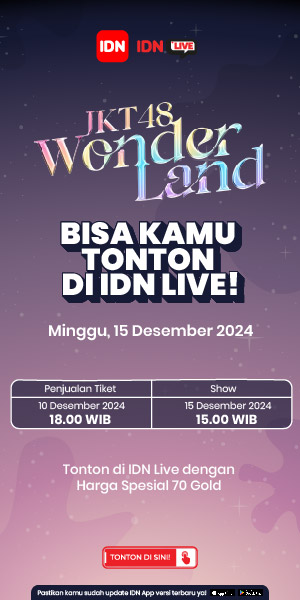 IDN IDN LIVE
JKT48
Wonder
Land
BISA KAMU
TONTON
DI IDN LIVE!
Minggu, 15 Desember 2024
Penjualan Tiket Show
10 Desember 2024 15 Desember 2024
18.00 WIB 15.00 WIB
Tonton di IDN Live dengan
Harga Spesial 70 Gold
TONTON DI SINI!
Pastikan kamu sudah update IDN App versi terbaru ya!